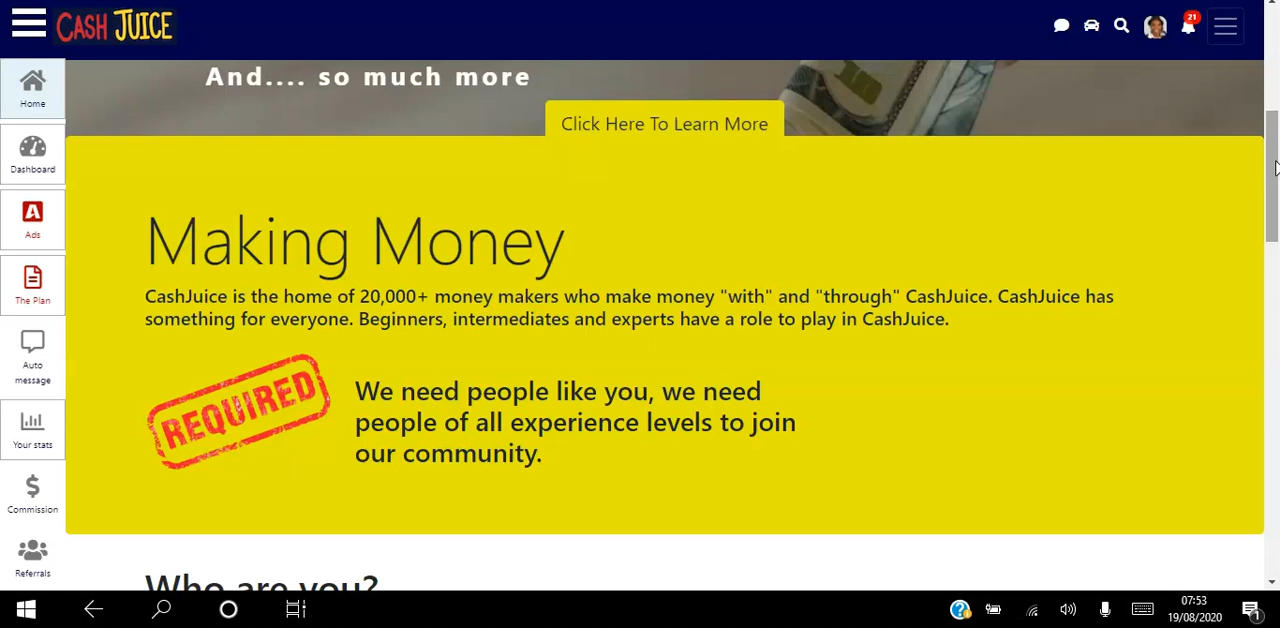 CASH JUICE
21
And.... so much more
Click Here To Learn More
Home
Dashboard
Ads
The Plan
Auto
message
Your stats
Commission
Referrals
Making Money
CashJuice is the home of 20,000+ money makers who make money "with" and "through" CashJuice. CashJuice has
something for everyone. Beginners, intermediates and experts have a role to play in CashJuice.
REQUIRED
We need people like you, we need
people of all experience levels to join
our community.
Who are you?
07:53
19/08/2020
1